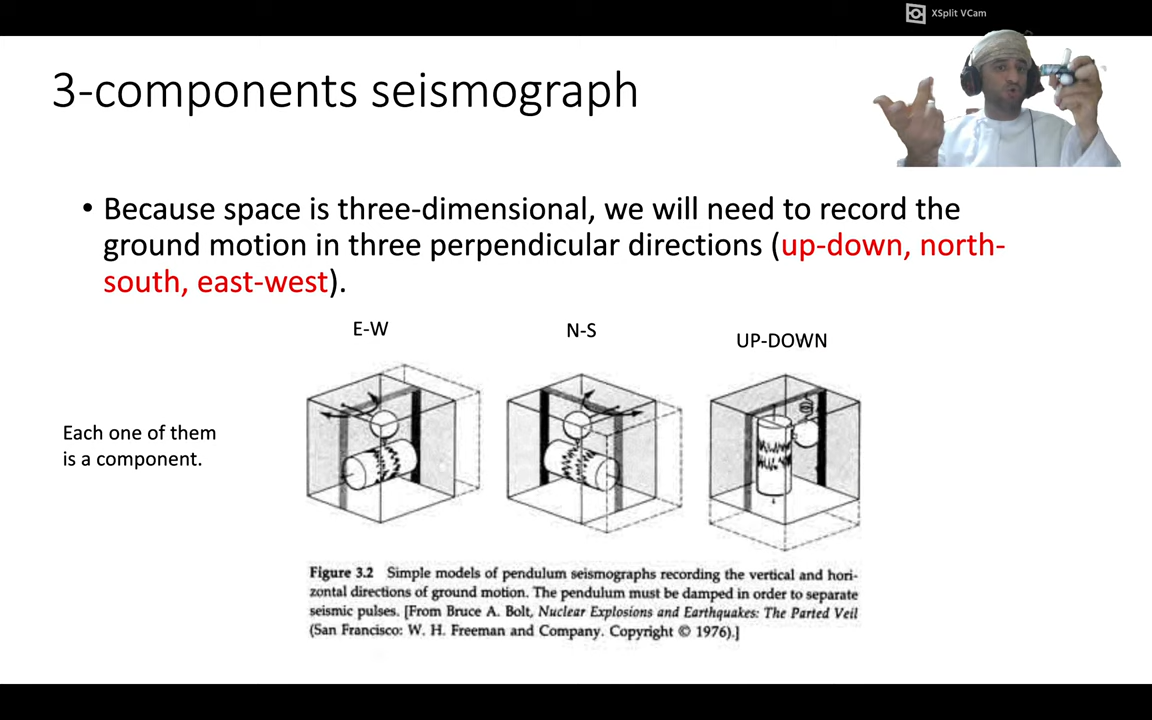 XSplit VCam
3-components seismograph
• Because space is three-dimensional, we will need to record the
ground motion in three perpendicular directions (up-down, north-
south, east-west).
E-W
N-S
UP-DOWN
Each one of them
is a component.
Figure 3.2 Simple models of pendulum seismographs recording the vertical and hori-
zontal directions of ground motion. The pendulum must be damped in order to separate
seismic pulses. [From Bruce A. Bolt, Nuclear Explosions and Earthquakes: The Parted Veil
(San Francisco: W. H. Freeman and Company. Copyright © 1976).]